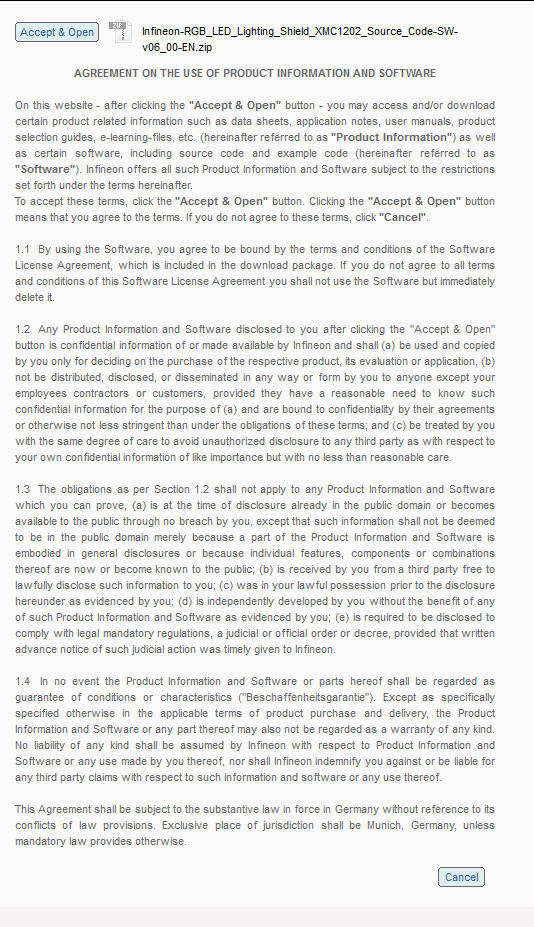 Accept & Open
ZIP
Infineon-RGB_LED_Lighting_Shield_XMC1202_Source_Code-SW-
v06_00-EN.zip
AGREEMENT ON THE USE OF PRODUCT INFORMATION AND SOFTWARE
On this website - after clicking the "Accept & Open" button - you may access and/or download
certain product related information such as data sheets, application notes, user manuals, product
selection guides, e-learning-files, etc. (hereinafter referred to as "Product Information") as well
as certain software, including source code and example code (hereinafter referred to as
"Software"). Infineon offers all such Product Information and Software subject to the restrictions
set forth under the terms hereinafter.
To accept these terms, click the "Accept & Open" button. Clicking the "Accept & Open" button
means that you agree to the terms. If you do not agree to these terms, click "Cancel".
1.1 By using the Software, you agree to be bound by the terms and conditions of the Software
License Agreement, which is included in the download package. If you do not agree to all terms
and conditions of this Software License Agreement you shall not use the Software but immediately
delete it.
1.2 Any Product Information and Software disclosed to you after clicking the "Accept & Open"
button is confidential information of or made available by Infineon and shall (a) be used and copied
by you only for deciding on the purchase of the respective product, its evaluation or application, (b)
not be distributed, disclosed, or disseminated in any way or form by you to anyone except your
employees contractors or customers, provided they have a reasonable need to know such
confidential information for the purpose of (a) and are bound to confidentiality by their agreements
or otherwise not less stringent than under the obligations of these terms; and (c) be treated by you
with the same degree of care to avoid unauthorized disclosure to any third party as with respect to
your own confidential information of like importance but with no less than reasonable care.
1.3 The obligations as per Section 1.2 shall not apply to any Product Information and Software
which you can prove, (a) is at the time of disclosure already in the public domain or becomes
available to the public through no breach by you, except that such information shall not be deemed
to be in the public domain merely because a part of the Product Information and Software is
embodied in general disclosures or because individual features, components or combinations
thereof are now or become known to the public; (b) is received by you from a third party free to
lawfully disclose such information to you; (c) was in your lawful possession prior to the disclosure
hereunder as evidenced by you; (d) is independently developed by you without the benefit of any
of such Product Information and Software as evidenced by you; (e) is required to be disclosed to
comply with legal mandatory regulations, a judicial or official order or decree, provided that written
advance notice of such judicial action was timely given to Infineon.
1.4 In no event the Product Information and Software or parts hereof shall be regarded as
guarantee of conditions or characteristics ("Beschaffenheitsgarantie"). Except as specifically
specified otherwise in the applicable terms of product purchase and delivery, the Product
Information and Software or any part thereof may also not be regarded as a warranty of any kind.
No liability of any kind shall be assumed by Infineon with respect to Product Information and
Software or any use made by you thereof, nor shall Infineon indemnify you against or be liable for
any third party claims with respect to such information and software or any use thereof.
This Agreement shall be subject to the substantive law in force in Germany without reference to its
conflicts of law provisions. Exclusive place of jurisdiction shall be Munich, Germany, unless
mandatory law provides otherwise.
Cancel